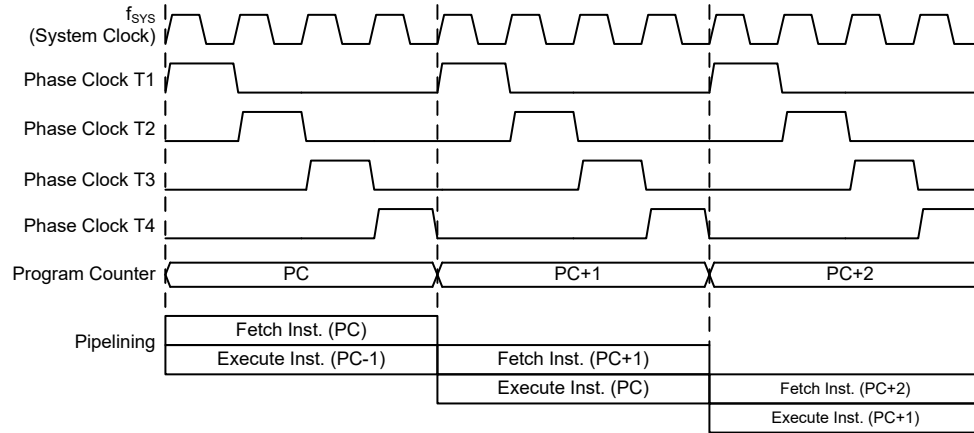 fSYS
(System Clock)
Phase Clock T1
Phase Clock T2
Phase Clock T3
Phase Clock T4
Program Counter PC PC+1 PC+2
Pipelining
Fetch Inst. (PC)
Execute Inst. (PC-1) Fetch Inst. (PC+1)
Execute Inst. (PC) Fetch Inst. (PC+2)
Execute Inst. (PC+1)